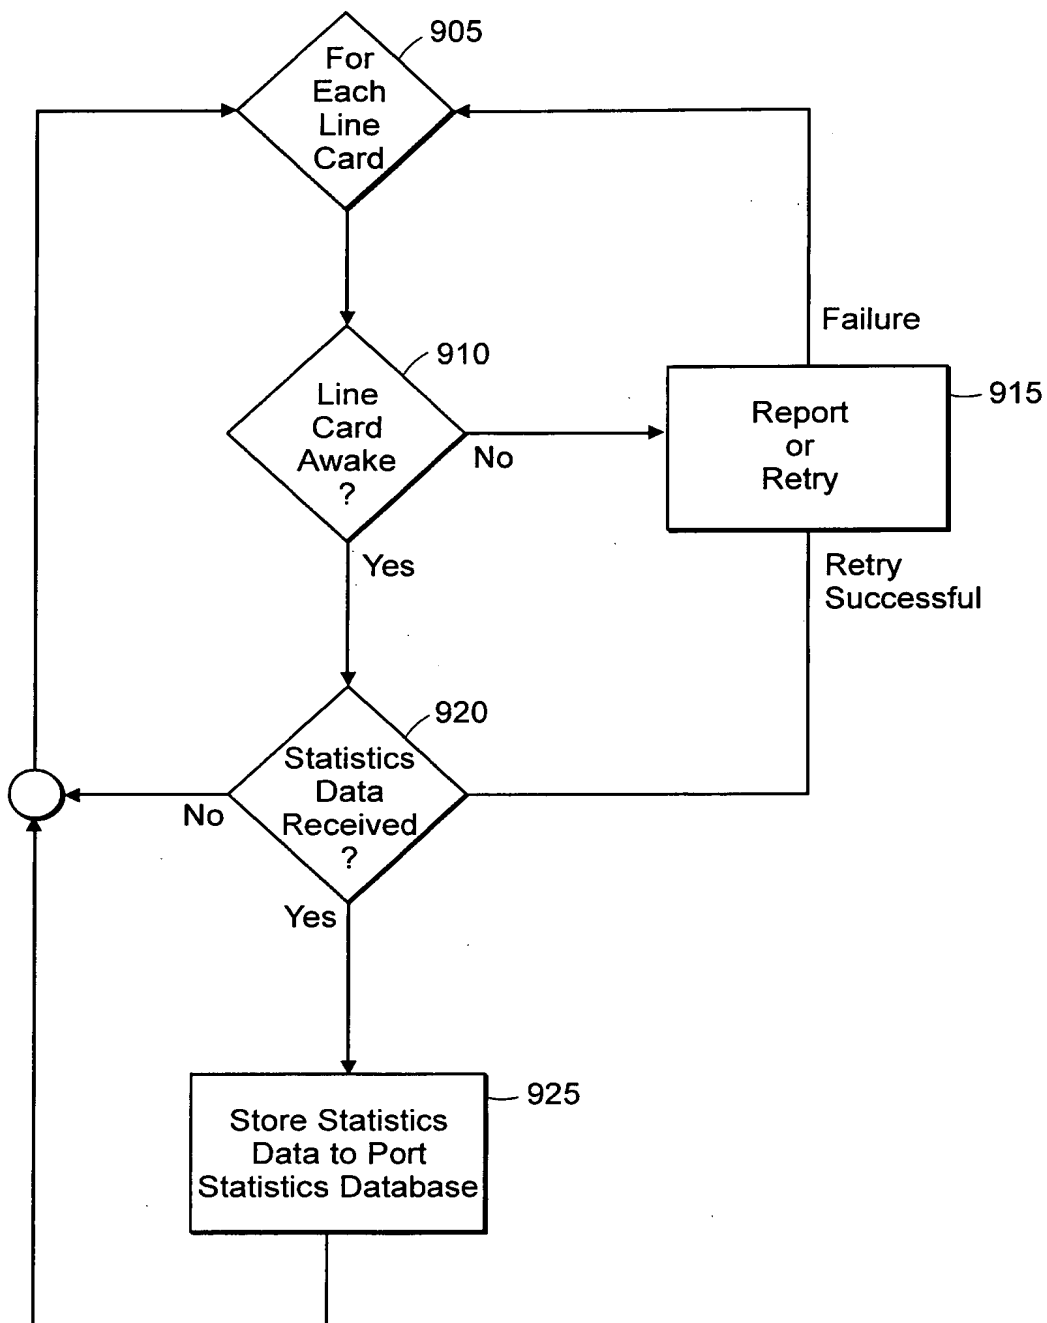 905
For
Each
Line
Card
Failure
910
Line
Card
Awake
?
No
Report
or
Retry
915
Yes
Retry
Successful
920
Statistics
Data
Received
?
No
Yes
925
Store Statistics
Data to Port
Statistics Database